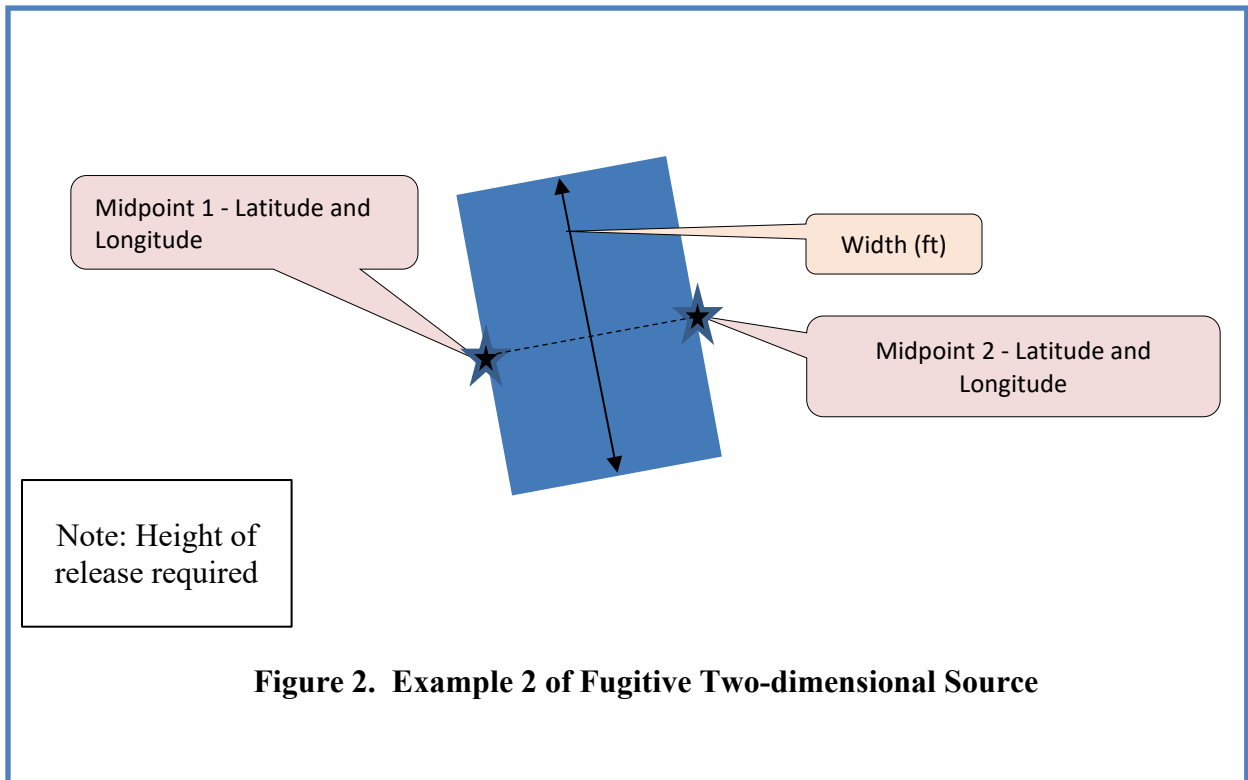 Midpoint 1 - Latitude and
Longitude
Width (ft)
Midpoint 2 - Latitude and
Longitude
Note: Height of
release required
Figure 2. Example 2 of Fugitive Two-dimensional Source